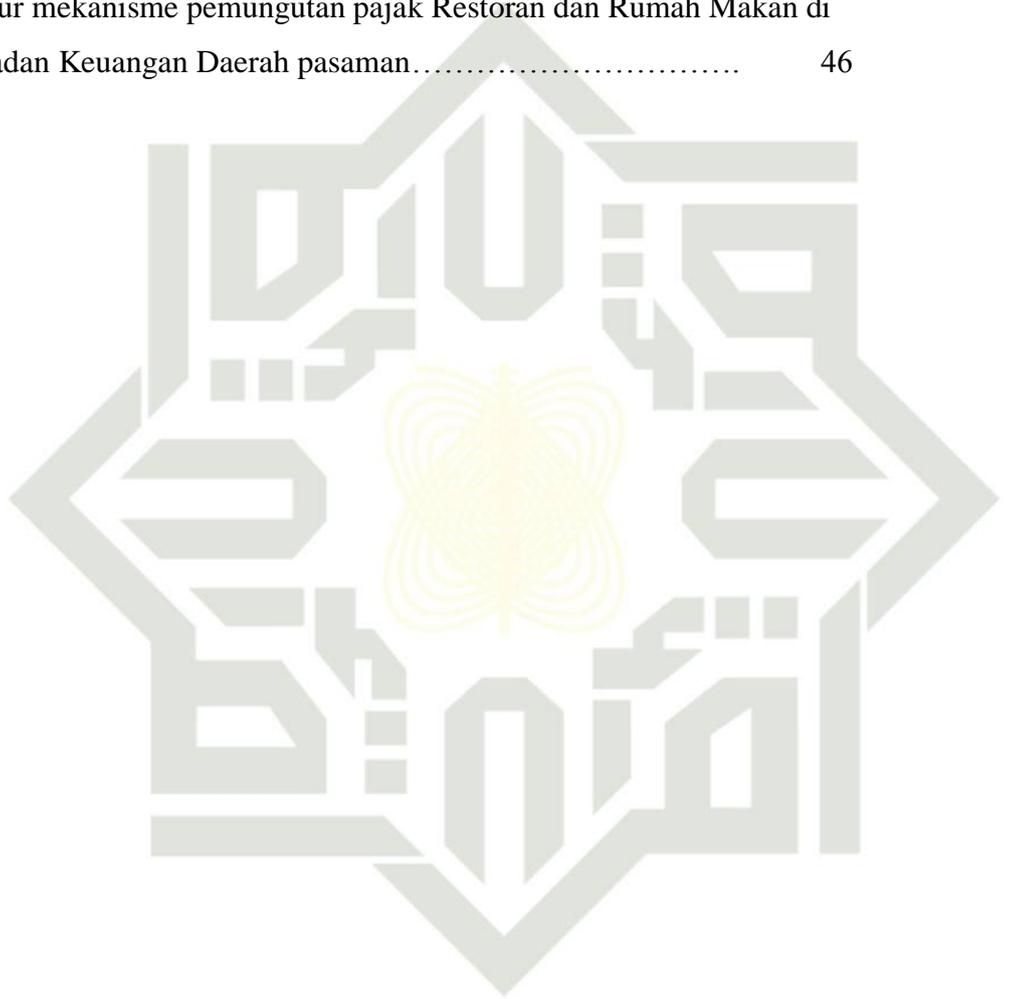 ur mekanisme pemungutan pajak Restoran dan Rumah Makan di
adan Keuangan Daerah pasaman…………………………. 46